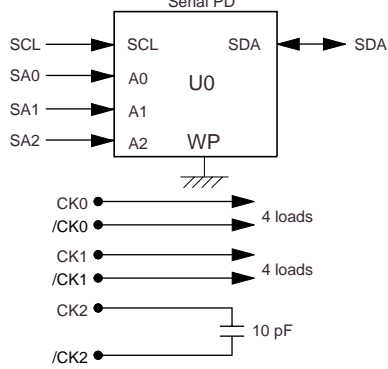 Serial PD
SCL SCL SDA SDA
SA0 A0
U0
SA1 A1
SA2 A2 WP
CK0
/CK0 4 loads
CK1
/CK1 4 loads
CK2
10 pF
/CK2